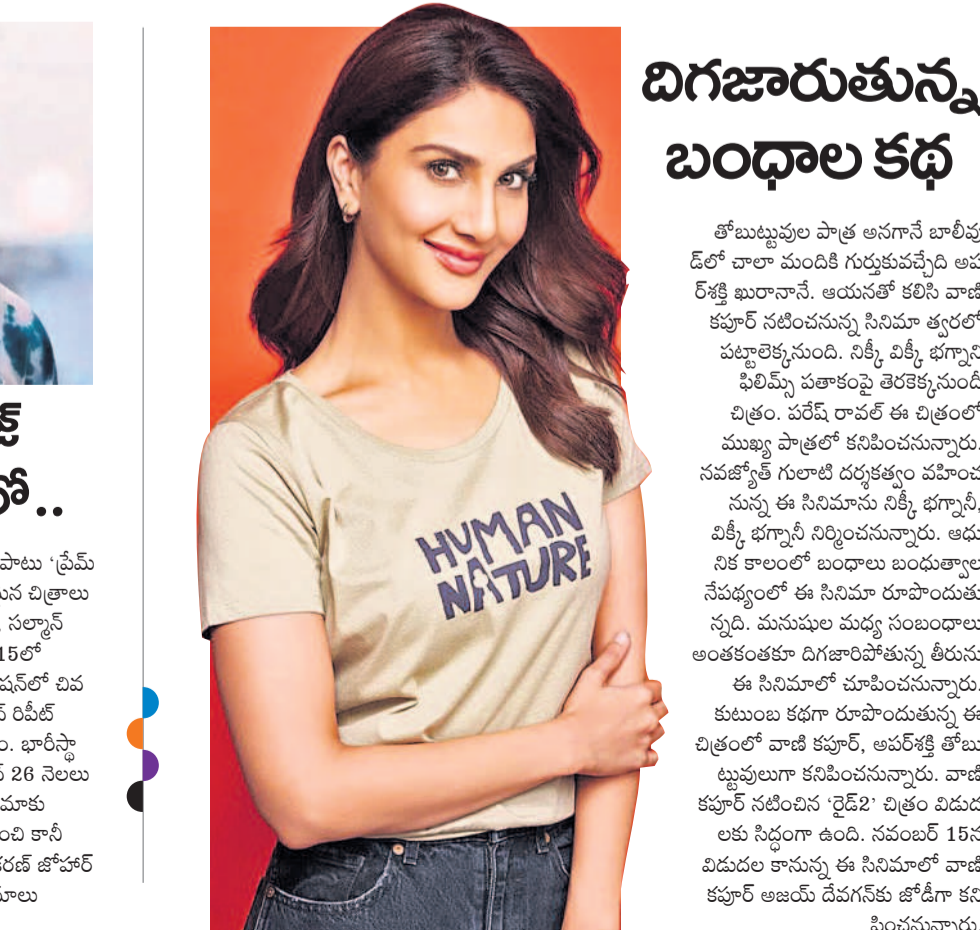 ..
పాటు ‘ప్రేమ్
చిత్రాలు
సల్మాన్
15లో
చివ
రిపీట్
భారీస్థా
26 నెలలు
కానీ
కరణ్ జోహార్
HUMAN
NATURE
దిగజారుతున్న
బంధాల కథ
తోబుట్టువుల పాత్ర అనగానే బాలీవు
డ్‌లో చాలా మందికి గుర్తుకువచ్చేది అప
ర్‌శక్తి ఖురానానే. ఆయనతో కలిసి వాణి
కపూర్ నటించనున్న సినిమా త్వరలో
పట్టాలెక్కనుంది. నిక్కీ విక్కీ భగ్నాని
ఫిలిమ్స్ పతాకంపై తెరకెక్కనుంది
చిత్రం. పరేష్ రావల్ ఈ చిత్రంలో
ముఖ్య పాత్రలో కనిపించనున్నారు.
నవజ్యోత్ గులాటి దర్శకత్వం వహించ
నున్న ఈ సినిమాను నిక్కీ భగ్నానీ,
విక్కీ భగ్నానీ నిర్మించనున్నారు. ఆధు
నిక కాలంలో బంధాలు బంధుత్వాల
నేపథ్యంలో ఈ సినిమా రూపొందుతు
న్నది. మనుషుల మధ్య సంబంధాలు
అంతకంతకూ దిగజారిపోతున్న తీరును
ఈ సినిమాలో చూపించనున్నారు.
కుటుంబ కథగా రూపొందుతున్న ఈ
చిత్రంలో వాణి కపూర్, అపర్‌శక్తి తోబు
ట్టువులుగా కనిపించనున్నారు. వాణి
కపూర్ నటించిన ‘రైడ్2’ చిత్రం విడుద
లకు సిద్ధంగా ఉంది. నవంబర్ 15న
విడుదల కానున్న ఈ సినిమాలో వాణి
కపూర్ అజయ్ దేవగన్‌కు జోడీగా కని
పించనున్నారు.